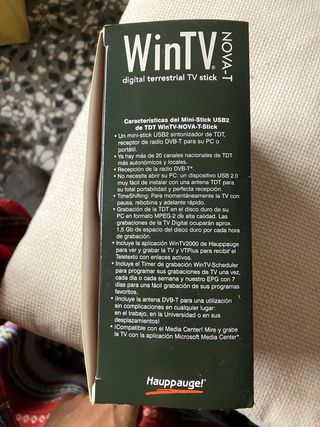 WinTV®
NOVA-T
digital terrestrial TV stick
Características del Mini-Stick USB2
de TDT WinTV-NOVA-T-Stick
• Un mini-stick USB2 sintonizador de TDT,
receptor de radio DVB-T* para su PC o
portátil.
• Ya hay más de 20 canales nacionales de TDT
más autonómicos y locales.
• Recepción de la radio DVB-T*.
• No necesita abrir su PC: un dispositivo USB 2.0
muy fácil de instalar con una antena TDT para
su total portabilidad y perfecta recepción.
• TimeShifting: Para momentáneamente la TV con
pausa, rebobina y adelante rápido.
• Grabación de la TDT en el disco duro de su
PC en formato MPEG-2 de alta calidad. Las
grabaciones de la TV Digital ocuparán aprox.
1.5 Gb de espacio del disco duro por cada hora
de grabación.
• Incluye la aplicación WinTV2000 de Hauppauge
para ver y grabar la TV y VTPlus para recibir el
Teletexto con enlaces activos.
• Incluye el Timer de grabación WinTV-Scheduler
para programar sus grabaciones de TV una vez,
cada día o cada semana y nuestro EPG con 7
días para una fácil grabación de sus programas
favoritos.
• ¡Incluye la antena DVB-T para una utilización
sin complicaciones en cualquier lugar:
en el trabajo, en la Universidad o en sus
desplazamientos!
• ¡Compatible con el Media Center! Mire y grabe
la TV con la aplicación Microsoft Media Center*.
Hauppauge!